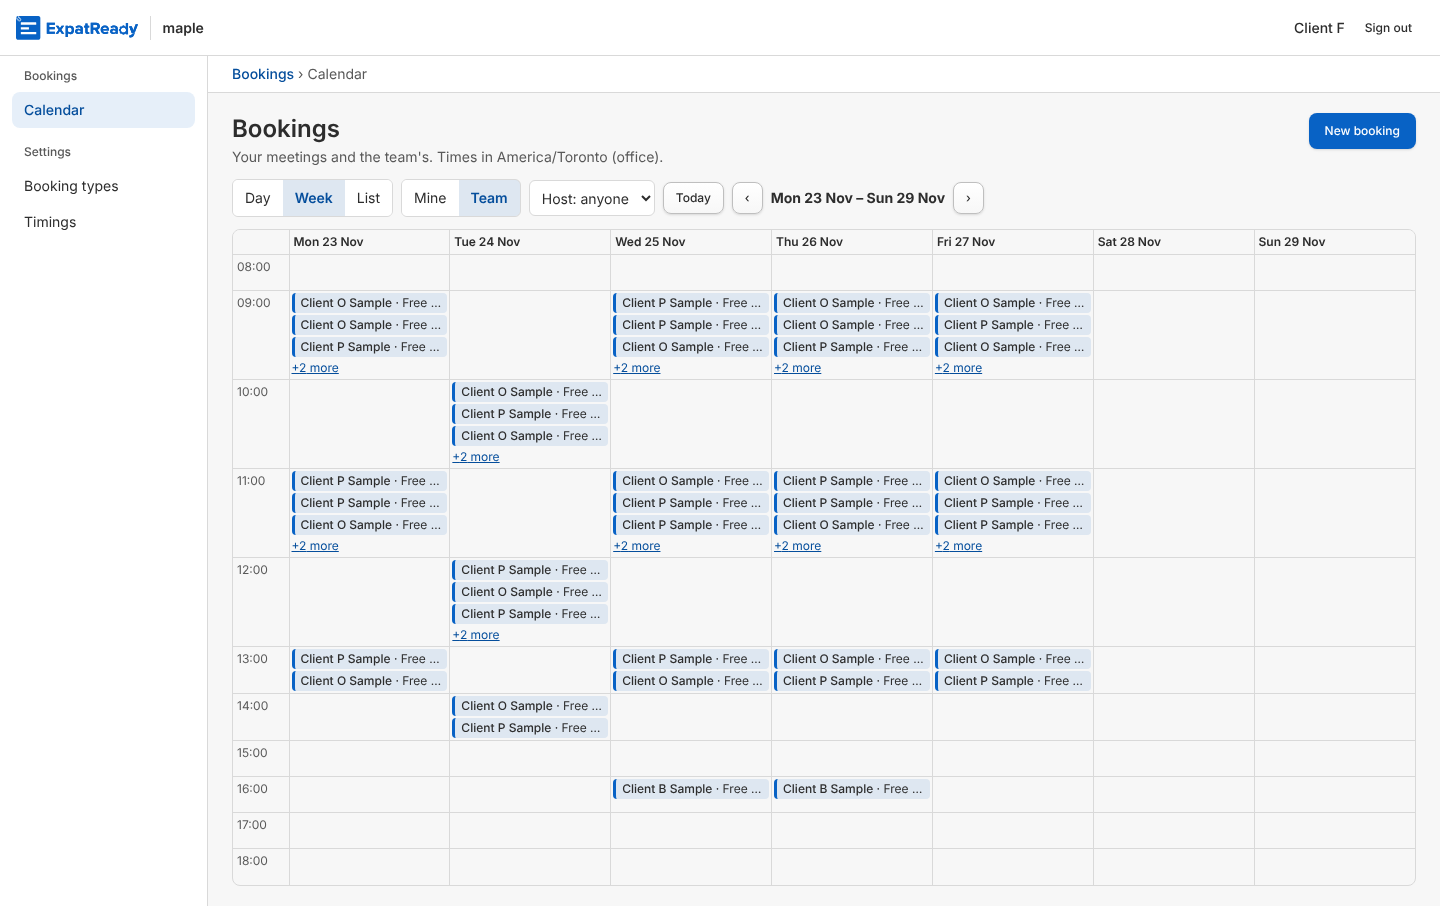 ExpatReady maple Client F Sign out
Bookings
Calendar
Settings
Booking types
Timings
Bookings › Calendar
Bookings
New booking
Your meetings and the team's. Times in America/Toronto (office).
Day Week List Mine Team Host: anyone Today ‹ Mon 23 Nov – Sun 29 Nov ›
Mon 23 Nov Tue 24 Nov Wed 25 Nov Thu 26 Nov Fri 27 Nov Sat 28 Nov Sun 29 Nov
08:00
09:00 Client O Sample · Free ... Client P Sample · Free ... Client O Sample · Free ... Client O Sample · Free ...
Client O Sample · Free ... Client P Sample · Free ... Client O Sample · Free ... Client P Sample · Free ...
Client P Sample · Free ... Client O Sample · Free ... Client P Sample · Free ... Client O Sample · Free ...
+2 more +2 more +2 more +2 more
10:00 Client O Sample · Free ...
Client P Sample · Free ...
Client O Sample · Free ...
+2 more
11:00 Client P Sample · Free ... Client O Sample · Free ... Client P Sample · Free ... Client O Sample · Free ...
Client P Sample · Free ... Client P Sample · Free ... Client P Sample · Free ... Client P Sample · Free ...
Client O Sample · Free ... Client P Sample · Free ... Client O Sample · Free ... Client P Sample · Free ...
+2 more +2 more +2 more +2 more
12:00 Client P Sample · Free ...
Client O Sample · Free ...
Client P Sample · Free ...
+2 more
13:00 Client P Sample · Free ... Client P Sample · Free ... Client O Sample · Free ... Client O Sample · Free ...
Client O Sample · Free ... Client O Sample · Free ... Client P Sample · Free ... Client P Sample · Free ...
14:00 Client O Sample · Free ...
Client P Sample · Free ...
15:00
16:00 Client B Sample · Free ... Client B Sample · Free ...
17:00
18:00